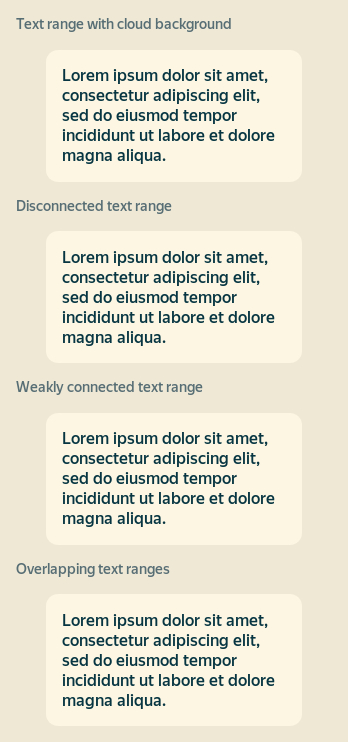 Text range with cloud background
Lorem ipsum dolor sit amet,
consectetur adipiscing elit,
sed do eiusmod tempor
incididunt ut labore et dolore
magna aliqua.
Disconnected text range
Lorem ipsum dolor sit amet,
consectetur adipiscing elit,
sed do eiusmod tempor
incididunt ut labore et dolore
magna aliqua.
Weakly connected text range
Lorem ipsum dolor sit amet,
consectetur adipiscing elit,
sed do eiusmod tempor
incididunt ut labore et dolore
magna aliqua.
Overlapping text ranges
Lorem ipsum dolor sit amet,
consectetur adipiscing elit,
sed do eiusmod tempor
incididunt ut labore et dolore
magna aliqua.